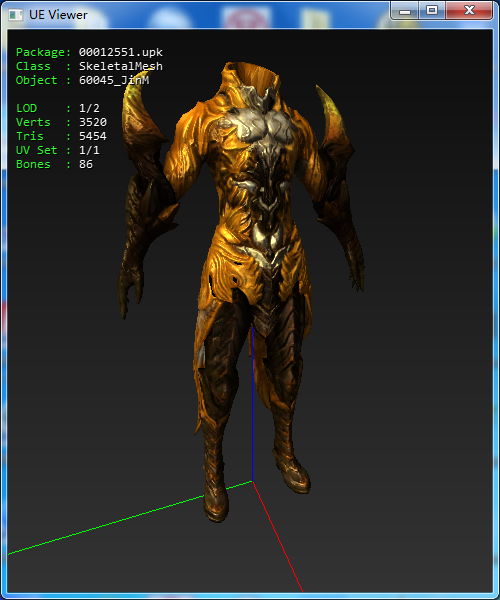 UE Viewer
Package: 00012551.upk
Class : SkeletalMesh
Object : 60045_JinM
LOD : 1/2
Verts : 3520
Tris : 5454
UV Set : 1/1
Bones : 86